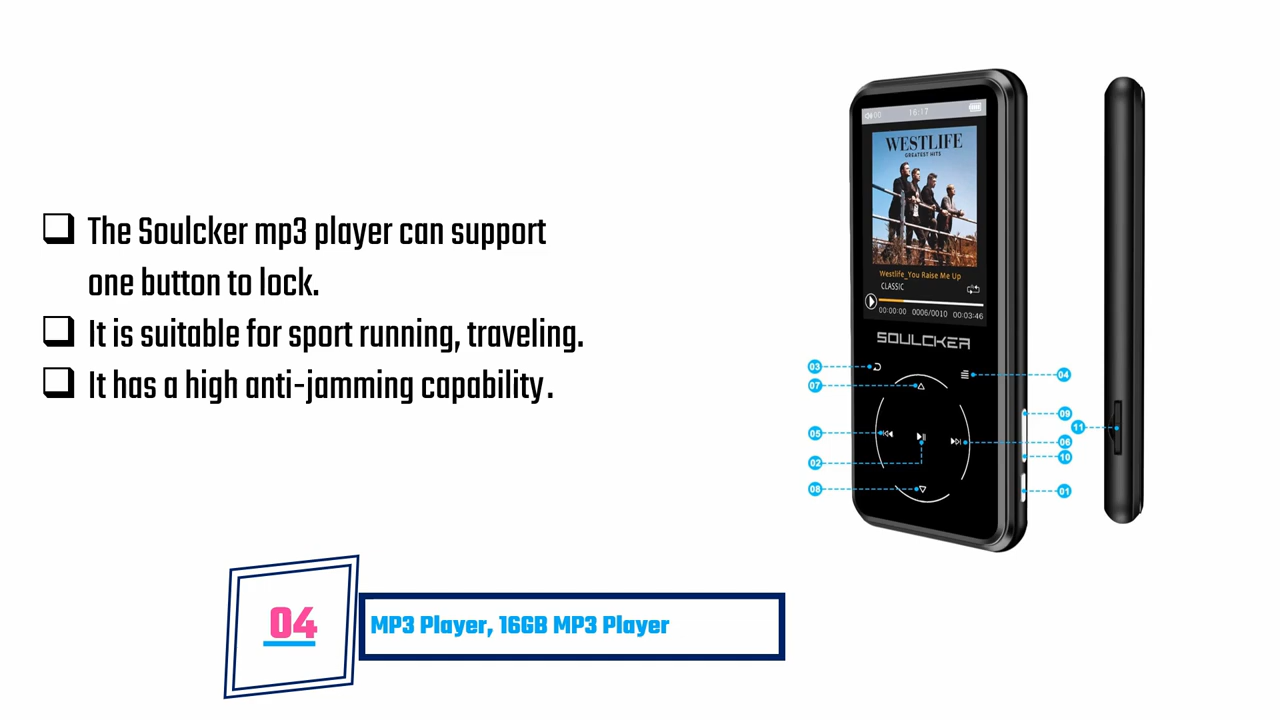 The Soulcker mp3 player can support
one button to lock.
It is suitable for sport running, traveling.
It has a high anti-jamming capability.
16:17
WESTLIFE
GREATEST HITS
Westlife_You Raise Me Up
CLASSIC
00:00:00 0006/0010 00:03:46
SOULCKER
03
04
07
09
11
05
06
10
02
08
01
04
MP3 Player, 16GB MP3 Player